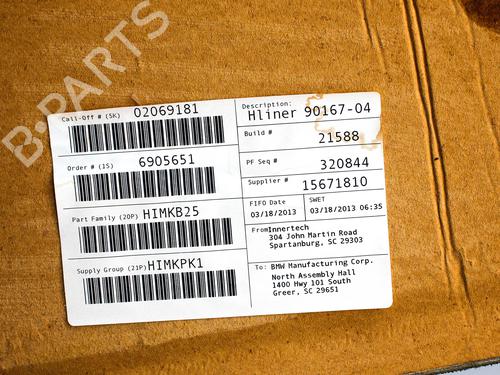 B-PARTS
Call-Off # (5K) 02069181
Order # (1S) 6905651
Part Family (20P) HIMKB25
Supply Group (21P) HIMKPK1
Description:
Hliner 90167-04
Build # 21588
PF Seq # 320844
Supplier # 15671810
FIFO Date
03/18/2013
SWET
03/18/2013 06:35
From Innertech
304 John Martin Road
Spartanburg, SC 29303
To: BMW Manufacturing Corp.
North Assembly Hall
1400 Hwy 101 South
Greer, SC 29651